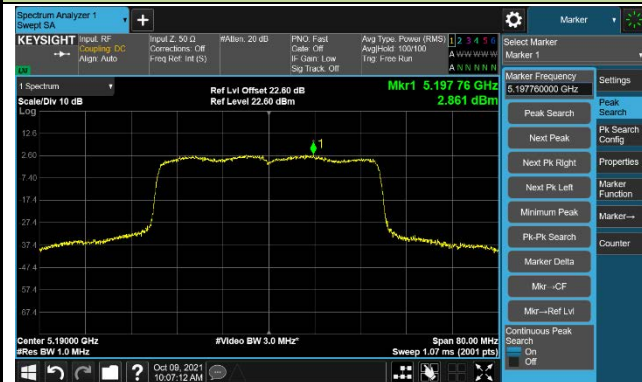 Spectrum Analyzer 1
Swept SA
+
Marker
KEYSIGHT
Input: RF
Coupling: DC
Align: Auto
Input Z: 50 Ω
Corrections: Off
Freq Ref: Int (S)
#Atten: 20 dB
PNO: Fast
Gate: Off
IF Gain: Low
Sig Track: Off
Avg Type: Power (RMS)
Avg|Hold: 100/100
Trig: Free Run
1 2 3 4 5 6
A W W W W W
A N N N N N
LXI
Select Marker
Marker 1
1 Spectrum
Scale/Div 10 dB
Log
Ref Lvl Offset 22.60 dB
Ref Level 22.60 dBm
Mkr1 5.197 76 GHz
2.861 dBm
12.6
2.60
-7.40
-17.4
-27.4
-37.4
-47.4
-57.4
-67.4
1
Center 5.19000 GHz
#Res BW 1.0 MHz
#Video BW 3.0 MHz*
Span 80.00 MHz
Sweep 1.07 ms (2001 pts)
Marker Frequency
5.197760000 GHz
Peak Search
Next Peak
Next Pk Right
Next Pk Left
Minimum Peak
Pk-Pk Search
Marker Delta
Mkr→CF
Mkr→Ref Lvl
Continuous Peak
Search
On
Off
Settings
Peak
Search
Pk Search
Config
Properties
Marker
Function
Marker→
Counter
?
Oct 09, 2021
10:07:12 AM